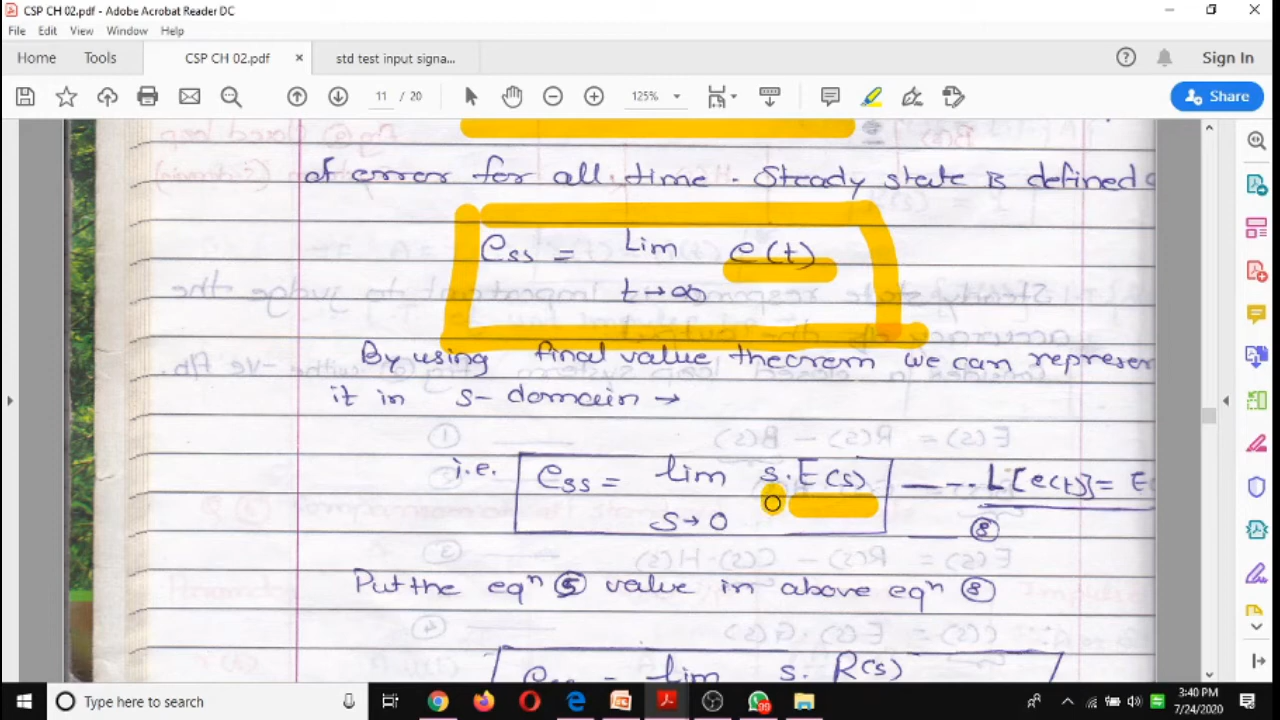 CSP CH 02.pdf - Adobe Acrobat Reader DC
File Edit View Window Help
Home Tools CSP CH 02.pdf × std test input signa... Sign In
11 / 20 125% Share
of error for all time. Steady state is defined
ess = Lim e(t)
t→∞
By using final value theorem we can represen
it in s-domain →
i.e. ess = lim s.E(s) --- L[e(t)] = E
s→0 ⑧
Put the eqⁿ ⑤ value in above eqⁿ ⑧
ess = lim s. R(s)
Type here to search
3:40 PM
7/24/2020